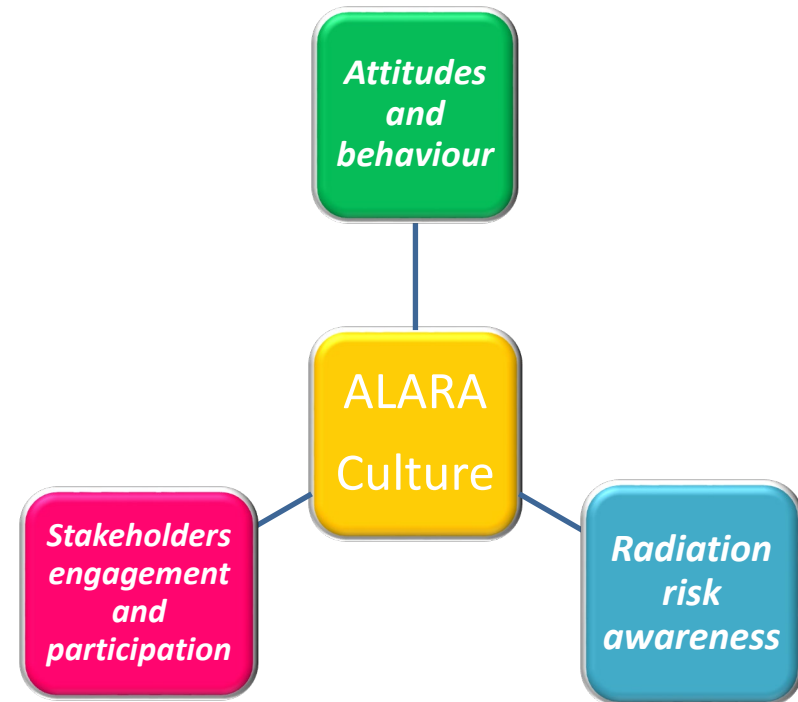 Attitudes
and
behaviour
ALARA
Culture
Stakeholders
engagement
and
participation
Radiation
risk
awareness